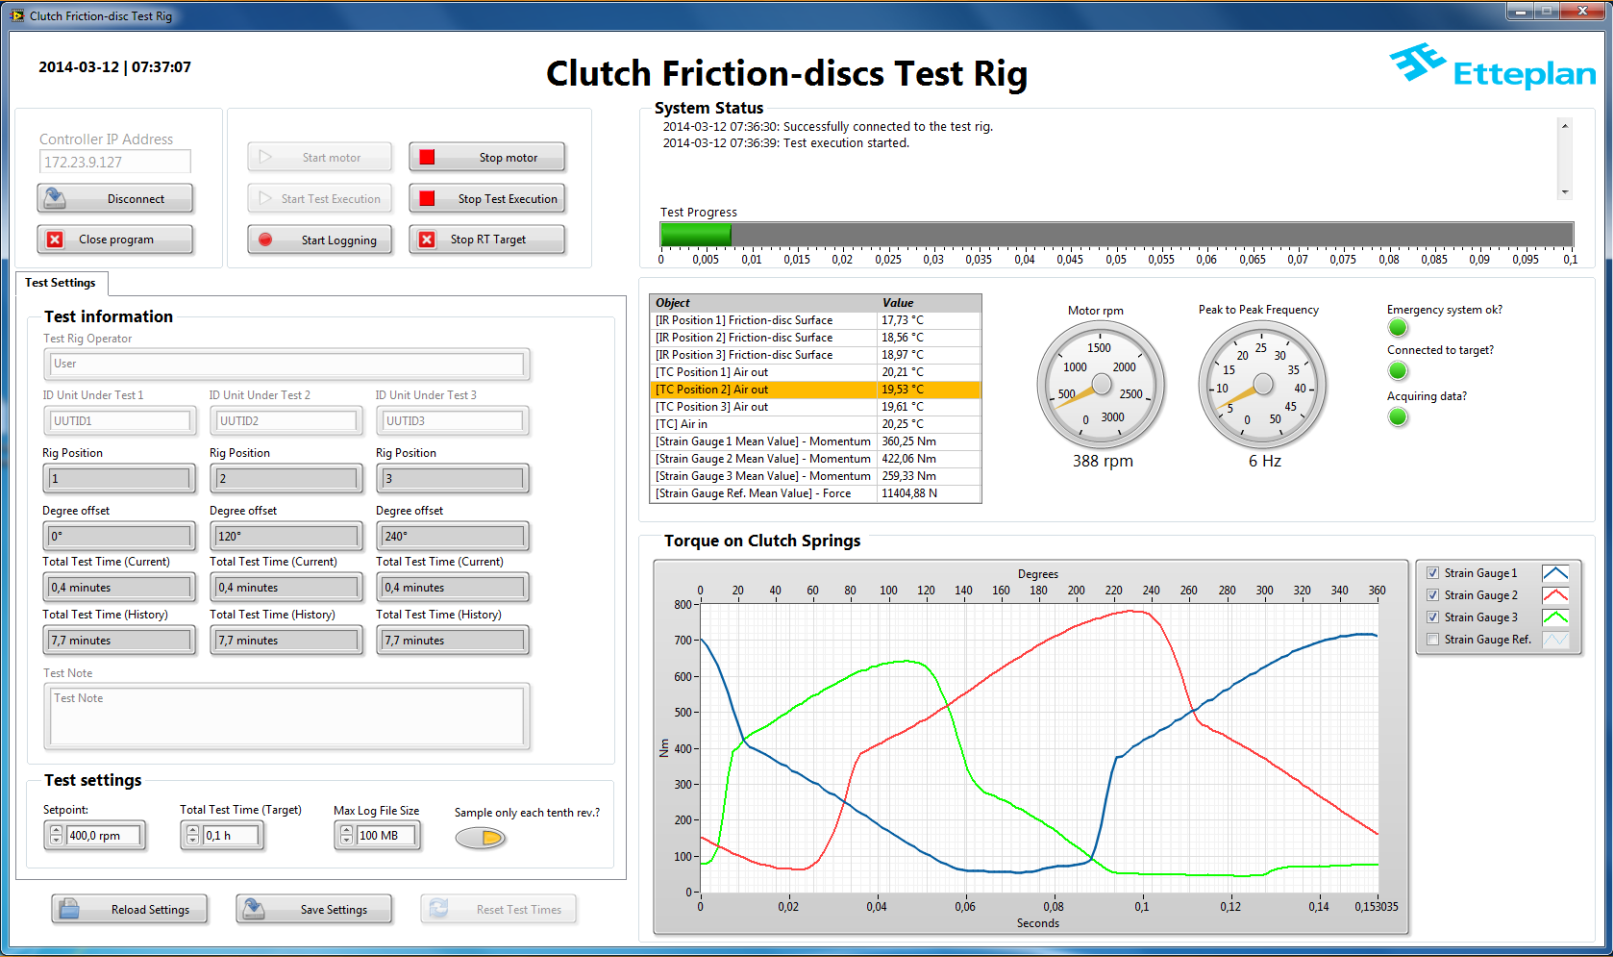 Clutch Friction-disc Test Rig
2014-03-12 | 07:37:07
Clutch Friction-discs Test Rig
Etteplan
Controller IP Address
172.23.9.127
Disconnect
Close program
Start motor
Stop motor
Start Test Execution
Stop Test Execution
Start Loggning
Stop RT Target
System Status
2014-03-12 07:36:30: Successfully connected to the test rig.
2014-03-12 07:36:39: Test execution started.
Test Progress
0 0,005 0,01 0,015 0,02 0,025 0,03 0,035 0,04 0,045 0,05 0,055 0,06 0,065 0,07 0,075 0,08 0,085 0,09 0,095 0,1
Test Settings
Test information
Test Rig Operator
User
ID Unit Under Test 1 ID Unit Under Test 2 ID Unit Under Test 3
UUTID1 UUTID2 UUTID3
Rig Position Rig Position Rig Position
1 2 3
Degree offset Degree offset Degree offset
0° 120° 240°
Total Test Time (Current) Total Test Time (Current) Total Test Time (Current)
0,4 minutes 0,4 minutes 0,4 minutes
Total Test Time (History) Total Test Time (History) Total Test Time (History)
7,7 minutes 7,7 minutes 7,7 minutes
Test Note
Test Note
Test settings
Setpoint: Total Test Time (Target) Max Log File Size Sample only each tenth rev.?
400,0 rpm 0,1 h 100 MB
Reload Settings Save Settings Reset Test Times
Object Value
[IR Position 1] Friction-disc Surface 17,73 °C
[IR Position 2] Friction-disc Surface 18,56 °C
[IR Position 3] Friction-disc Surface 18,97 °C
[TC Position 1] Air out 20,21 °C
[TC Position 2] Air out 19,53 °C
[TC Position 3] Air out 19,61 °C
[TC] Air in 20,25 °C
[Strain Gauge 1 Mean Value] - Momentum 360,25 Nm
[Strain Gauge 2 Mean Value] - Momentum 422,06 Nm
[Strain Gauge 3 Mean Value] - Momentum 259,33 Nm
[Strain Gauge Ref. Mean Value] - Force 11404,88 N
Motor rpm
0 500 1000 1500 2000 2500 3000
388 rpm
Peak to Peak Frequency
0 5 10 15 20 25 30 35 40 45 50
6 Hz
Emergency system ok?
Connected to target?
Acquiring data?
Torque on Clutch Springs
Degrees
0 20 40 60 80 100 120 140 160 180 200 220 240 260 280 300 320 340 360
800
700
600
500
400
300
200
100
0
Nm
0 0,02 0,04 0,06 0,08 0,1 0,12 0,14 0,153035
Seconds
Strain Gauge 1
Strain Gauge 2
Strain Gauge 3
Strain Gauge Ref.